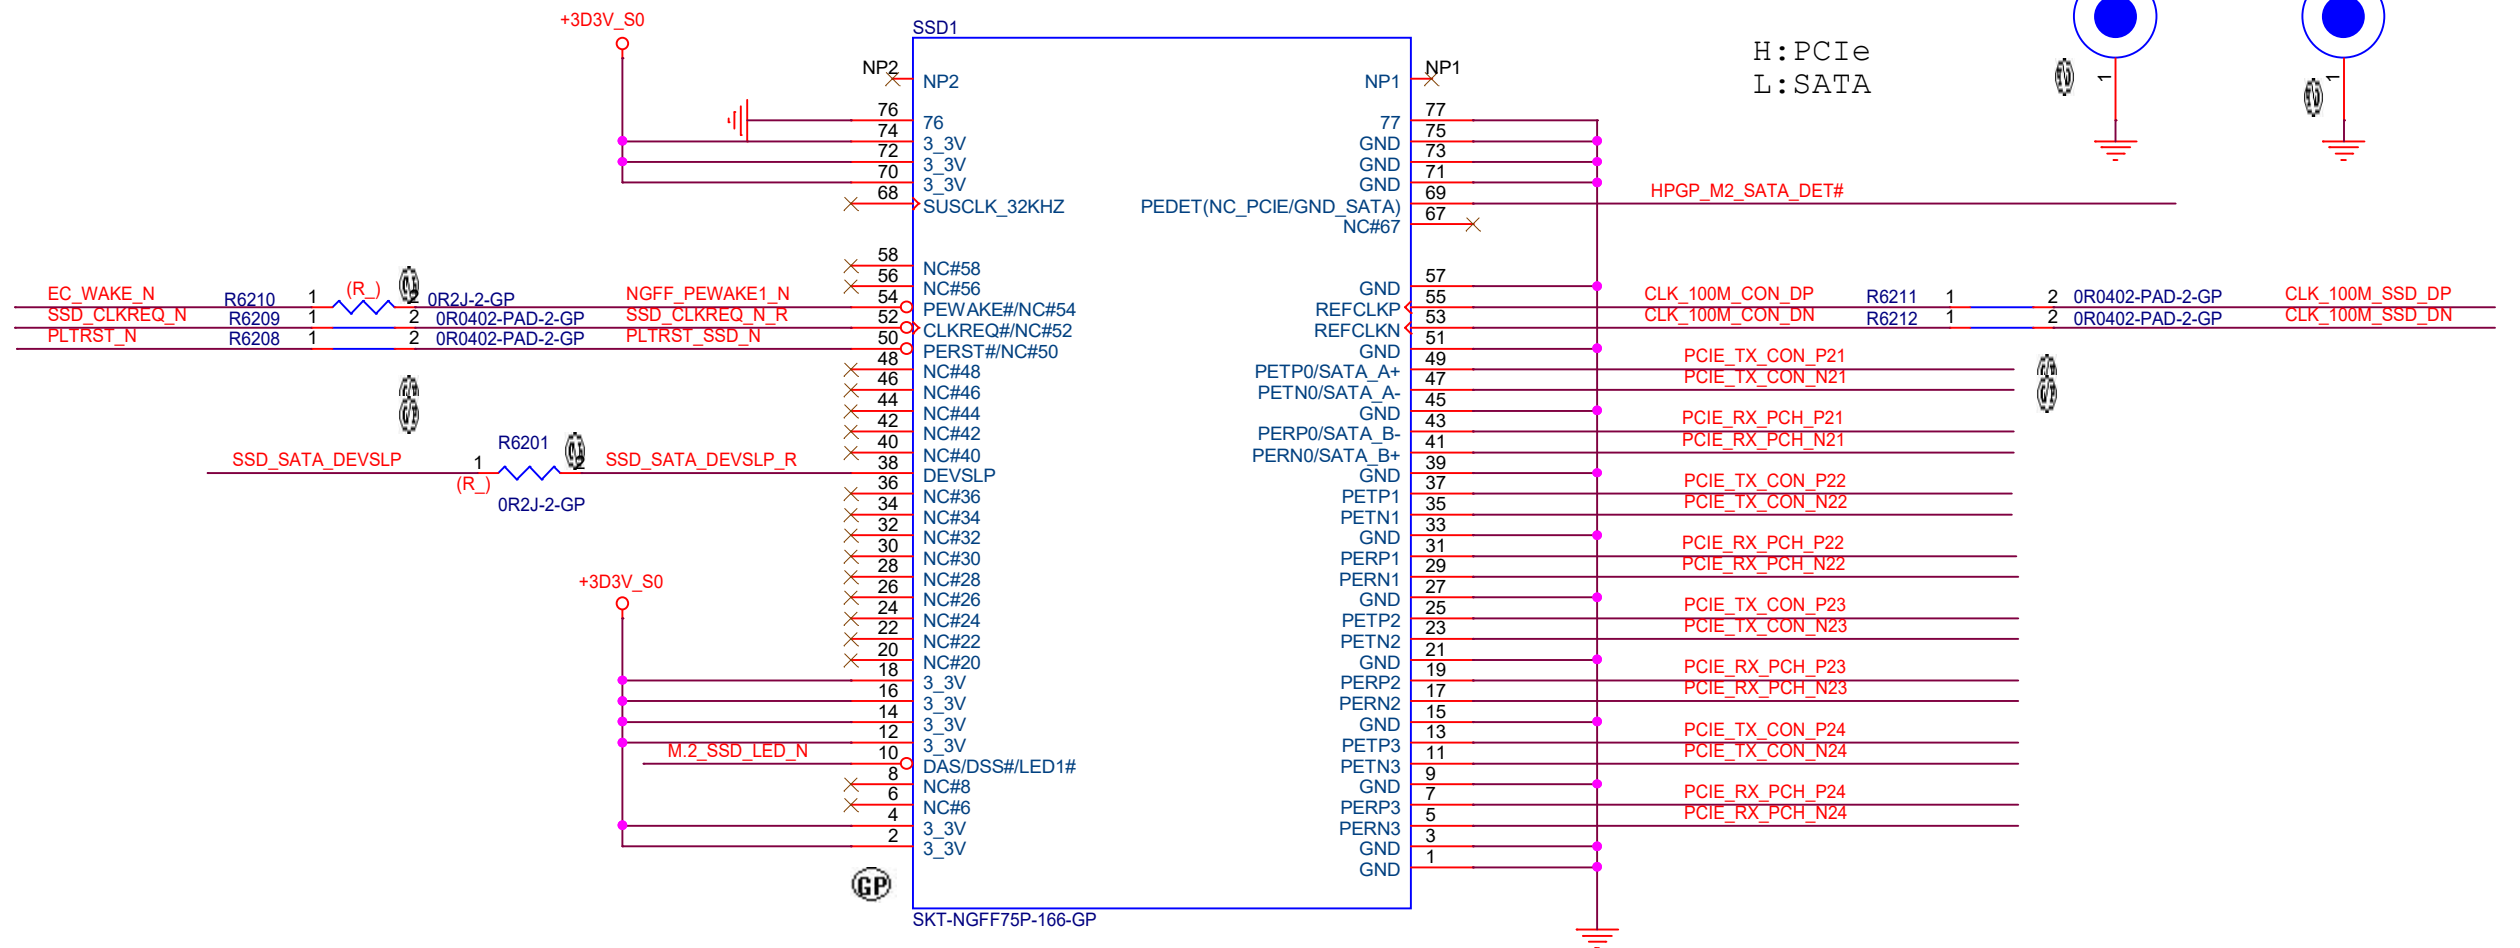 +3D3V_S0
SSD1
H:PCIe
L:SATA
NP2 NP2 NP1 NP1
1 1
76 76 77 77
74 3_3V GND 75
72 3_3V GND 73
70 3_3V GND 71
68 SUSCLK_32KHZ PEDET(NC_PCIE/GND_SATA) 69 HPGP_M2_SATA_DET#
NC#67 67
58 NC#58
56 NC#56 GND 57
EC_WAKE_N R6210 1 (R_) 2 0R2J-2-GP NGFF_PEWAKE1_N 54 PEWAKE#/NC#54 REFCLKP 55 CLK_100M_CON_DP R6211 1 2 0R0402-PAD-2-GP CLK_100M_SSD_DP
SSD_CLKREQ_N R6209 1 2 0R0402-PAD-2-GP SSD_CLKREQ_N_R 52 CLKREQ#/NC#52 REFCLKN 53 CLK_100M_CON_DN R6212 1 2 0R0402-PAD-2-GP CLK_100M_SSD_DN
PLTRST_N R6208 1 2 0R0402-PAD-2-GP PLTRST_SSD_N 50 PERST#/NC#50 GND 51
48 NC#48 PETP0/SATA_A+ 49 PCIE_TX_CON_P21
46 NC#46 PETN0/SATA_A- 47 PCIE_TX_CON_N21
44 NC#44 GND 45
42 NC#42 PERP0/SATA_B- 43 PCIE_RX_PCH_P21
40 NC#40 PERN0/SATA_B+ 41 PCIE_RX_PCH_N21
R6201
SSD_SATA_DEVSLP 1 2 SSD_SATA_DEVSLP_R 38 DEVSLP GND 39
(R_)
0R2J-2-GP
36 NC#36 PETP1 37 PCIE_TX_CON_P22
34 NC#34 PETN1 35 PCIE_TX_CON_N22
32 NC#32 GND 33
30 NC#30 PERP1 31 PCIE_RX_PCH_P22
28 NC#28 PERN1 29 PCIE_RX_PCH_N22
+3D3V_S0
26 NC#26 GND 27
24 NC#24 PETP2 25 PCIE_TX_CON_P23
22 NC#22 PETN2 23 PCIE_TX_CON_N23
20 NC#20 GND 21
18 3_3V PERP2 19 PCIE_RX_PCH_P23
16 3_3V PERN2 17 PCIE_RX_PCH_N23
14 3_3V GND 15
12 3_3V PETP3 13 PCIE_TX_CON_P24
M.2_SSD_LED_N 10 DAS/DSS#/LED1# PETN3 11 PCIE_TX_CON_N24
8 NC#8 GND 9
6 NC#6 PERP3 7 PCIE_RX_PCH_P24
4 3_3V PERN3 5 PCIE_RX_PCH_N24
2 3_3V GND 3
GND 1
GP
SKT-NGFF75P-166-GP